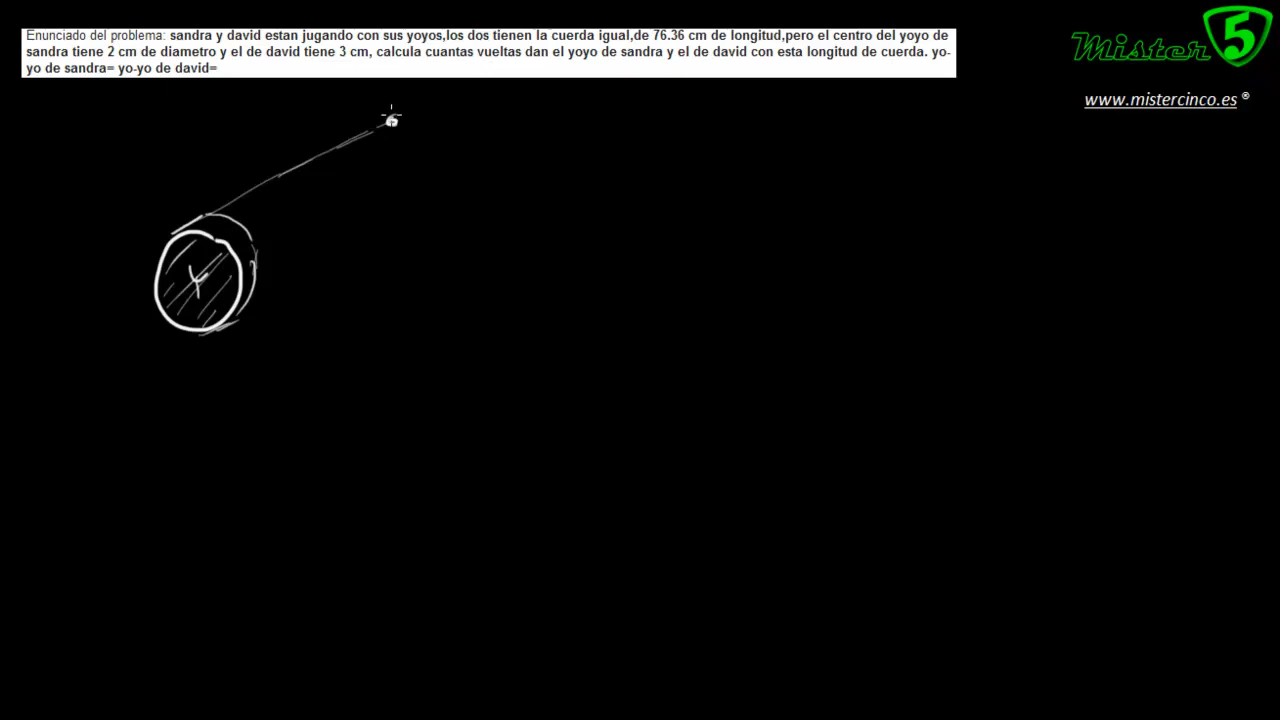 Enunciado del problema: sandra y david estan jugando con sus yoyos,los dos tienen la cuerda igual,de 76.36 cm de longitud,pero el centro del yoyo de
sandra tiene 2 cm de diametro y el de david tiene 3 cm, calcula cuantas vueltas dan el yoyo de sandra y el de david con esta longitud de cuerda. yo-
yo de sandra= yo-yo de david=
Mister 5
www.mistercinco.es ®
Y